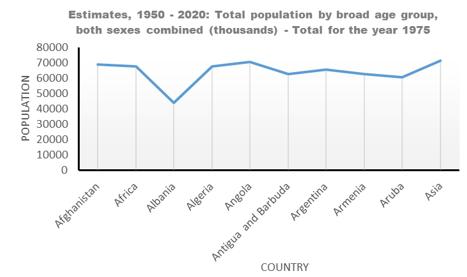 Estimates, 1950 - 2020: Total population by broad age group,
both sexes combined (thousands) - Total for the year 1975
80000
70000
60000
50000
40000
30000
20000
10000
0
POPULATION
Afghanistan
Africa
Albania
Algeria
Angola
Antigua and Barbuda
Argentina
Armenia
Aruba
Asia
COUNTRY